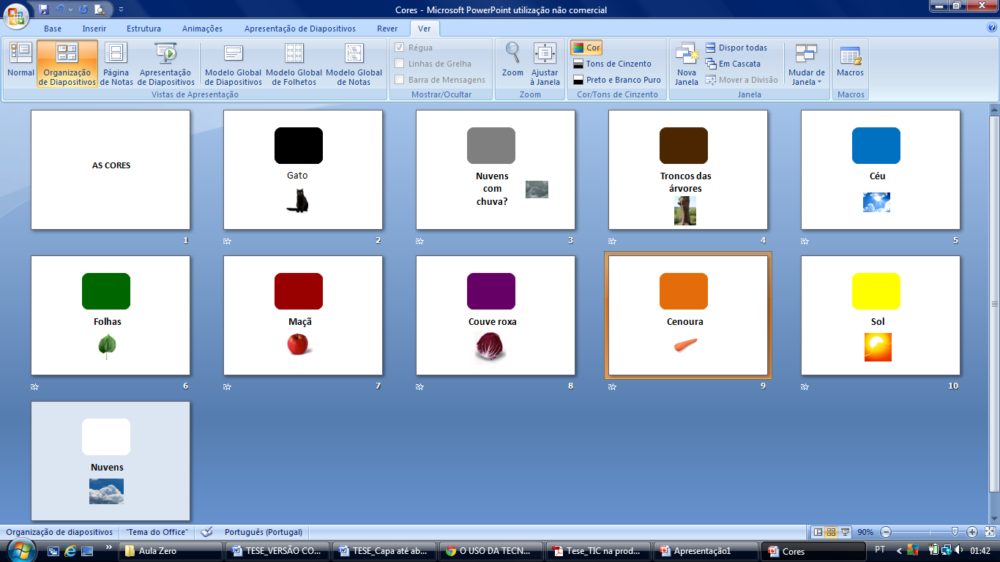 Cores - Microsoft PowerPoint utilização não comercial
Base Inserir Estrutura Animações Apresentação de Diapositivos Rever Ver
Normal
Organização de Diapositivos
Página de Notas
Apresentação de Diapositivos
Modelo Global de Diapositivos
Modelo Global de Folhetos
Modelo Global de Notas
Vistas de Apresentação
Régua
Linhas de Grelha
Barra de Mensagens
Mostrar/Ocultar
Zoom
Ajustar à Janela
Zoom
Cor
Tons de Cinzento
Preto e Branco Puro
Cor/Tons de Cinzento
Nova Janela
Dispor todas
Em Cascata
Mover a Divisão
Mudar de Janela
Janela
Macros
Macros
AS CORES
1
Gato
2
Nuvens
com
chuva?
3
Troncos das
árvores
4
Céu
5
Folhas
6
Maçã
7
Couve roxa
8
Cenoura
9
Sol
10
Nuvens
Organização de diapositivos "Tema do Office" Português (Portugal) 90%
Aula Zero TESE_VERSÃO CO... TESE_Capa até ab... O USO DA TECN... Tese_TIC na prod... Apresentação1 Cores PT 01:42